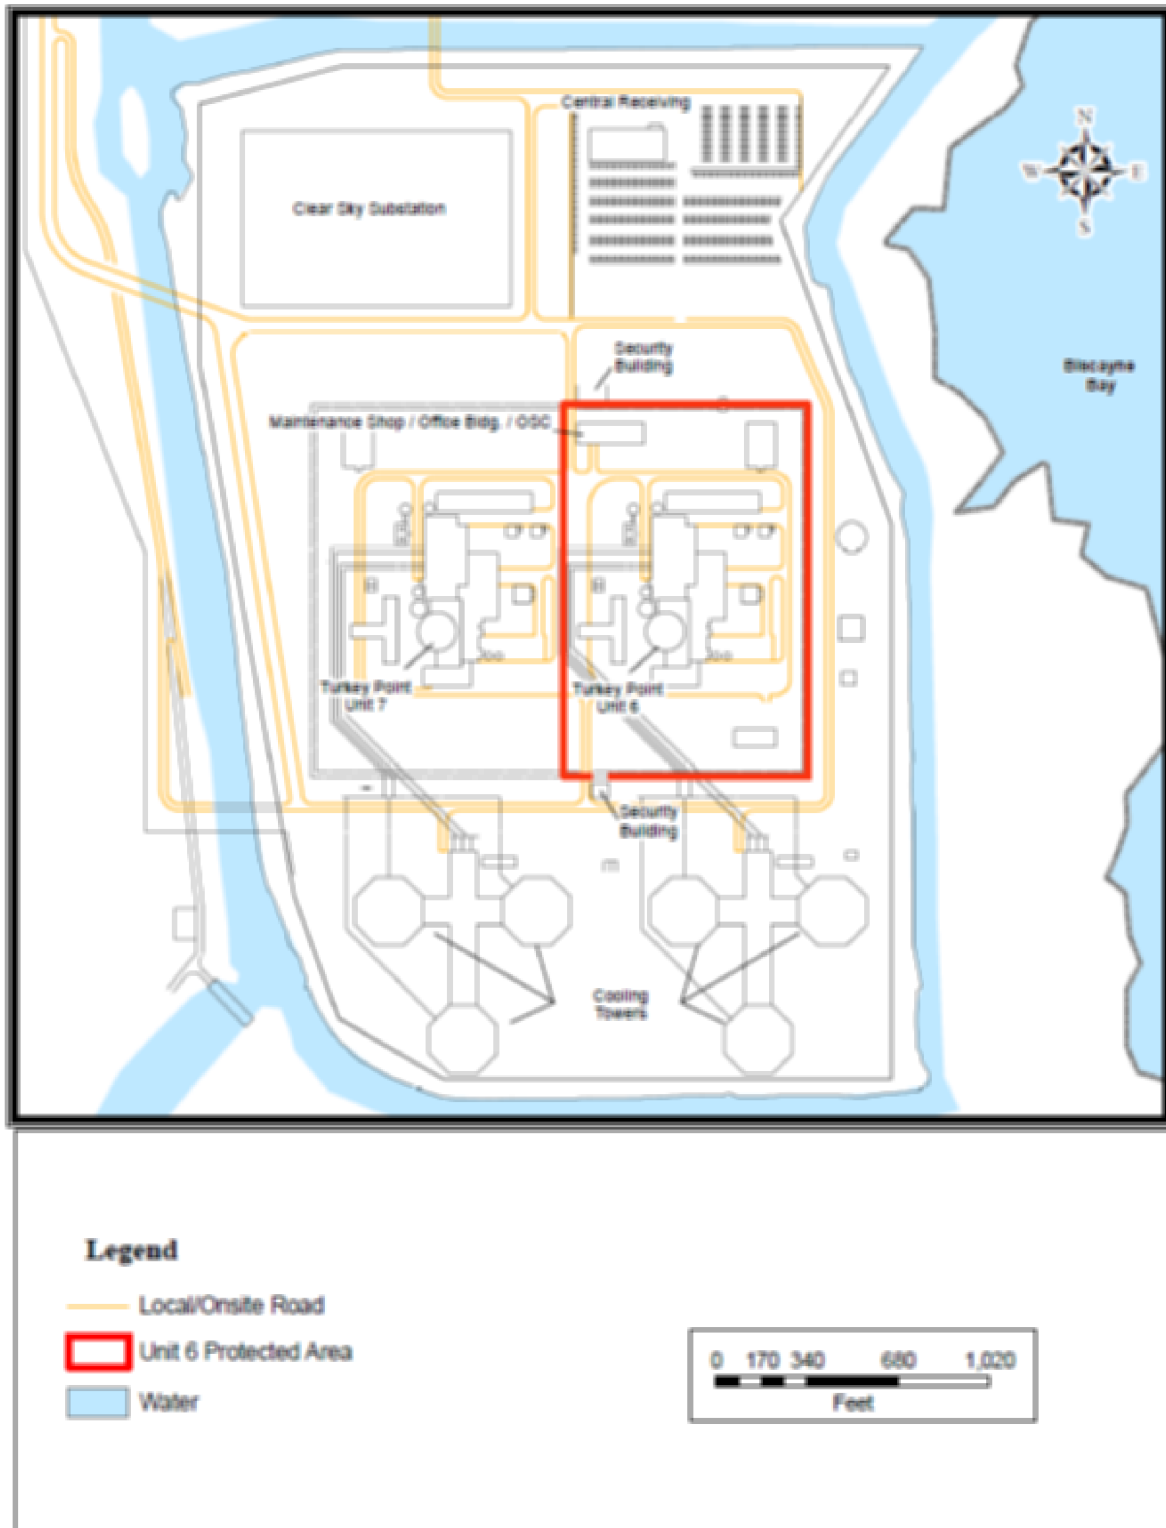 Central Receiving
N
W E
S
Clear Sky Substation
Security
Building
Biscayne
Bay
Maintenance Shop / Office Bldg. / OSC
Turkey Point
Unit 7
Turkey Point
Unit 6
Security
Building
Cooling
Towers
Legend
Local/Onsite Road
Unit 6 Protected Area
Water
0 170 340 680 1,020
Feet